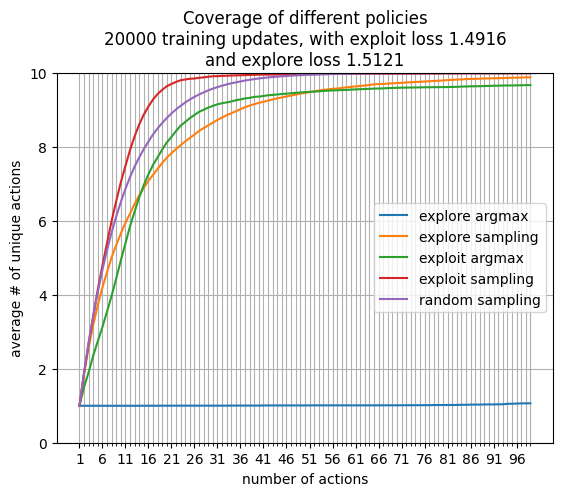 Coverage of different policies
20000 training updates, with exploit loss 1.4916
and explore loss 1.5121
average # of unique actions
10
8
6
4
2
0
explore argmax
explore sampling
exploit argmax
exploit sampling
random sampling
1 6 11 16 21 26 31 36 41 46 51 56 61 66 71 76 81 86 91 96
number of actions